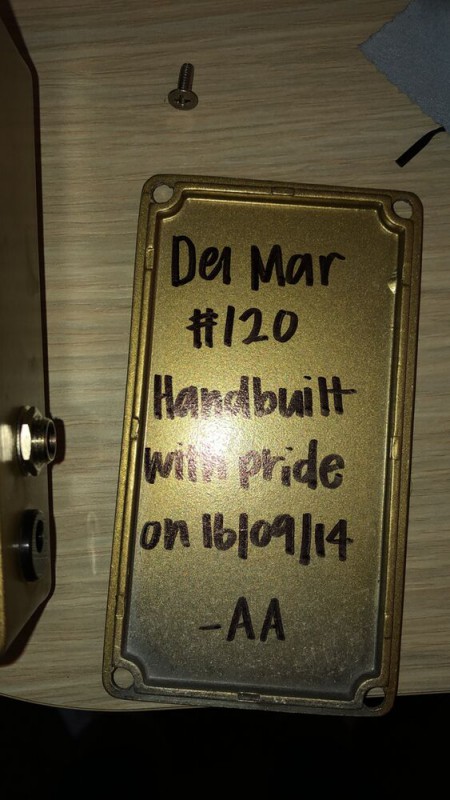 Del Mar
#120
Handbuilt
with pride
on 16/09/14
-AA